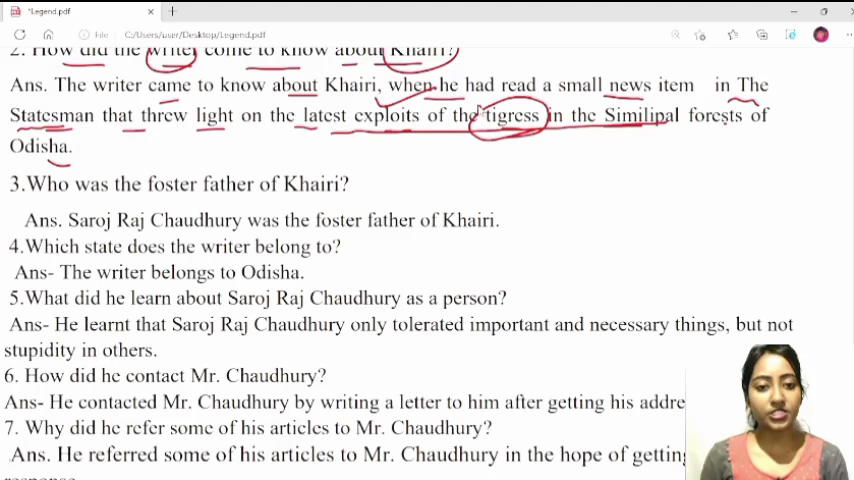 *Legend.pdf
File
C:/Users/user/Desktop/Legend.pdf
2. How did the writer come to know about Khairi?
Ans. The writer came to know about Khairi, when he had read a small news item in The
Statesman that threw light on the latest exploits of the tigress in the Similipal forests of
Odisha.
3.Who was the foster father of Khairi?
Ans. Saroj Raj Chaudhury was the foster father of Khairi.
4.Which state does the writer belong to?
Ans- The writer belongs to Odisha.
5.What did he learn about Saroj Raj Chaudhury as a person?
Ans- He learnt that Saroj Raj Chaudhury only tolerated important and necessary things, but not
stupidity in others.
6. How did he contact Mr. Chaudhury?
Ans- He contacted Mr. Chaudhury by writing a letter to him after getting his addre
7. Why did he refer some of his articles to Mr. Chaudhury?
Ans. He referred some of his articles to Mr. Chaudhury in the hope of getting